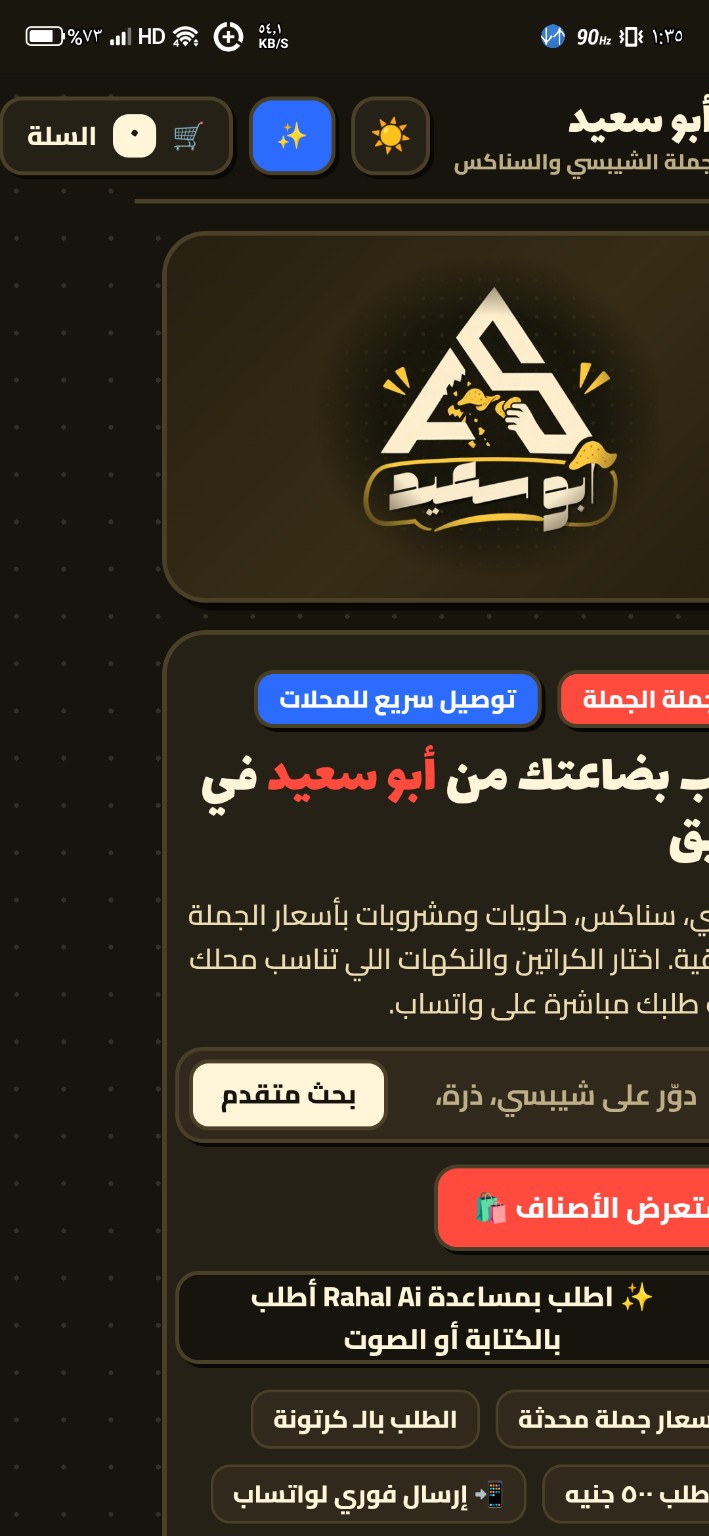 %٧٣ HD ٥٤,١ KB/S 90Hz ١:٣٥
أبو سعيد
جملة الشيبسي والسناكس
السلة ٠
أبو سعيد
جملة الجملة
توصيل سريع للمحلات
بضاعتك من أبو سعيد في
سناكس، حلويات ومشروبات بأسعار الجملة
اختار الكراتين والنكهات اللي تناسب محلك
طلبك مباشرة على واتساب.
دوّر على شيبسي، ذرة،
بحث متقدم
ستعرض الأصناف 🛍️
✨ اطلب بمساعدة Rahal Ai أطلب
بالكتابة أو الصوت
سعار جملة محدثة
الطلب بالـ كرتونة
طلب ٥٠٠ جنيه
📲 إرسال فوري لواتساب